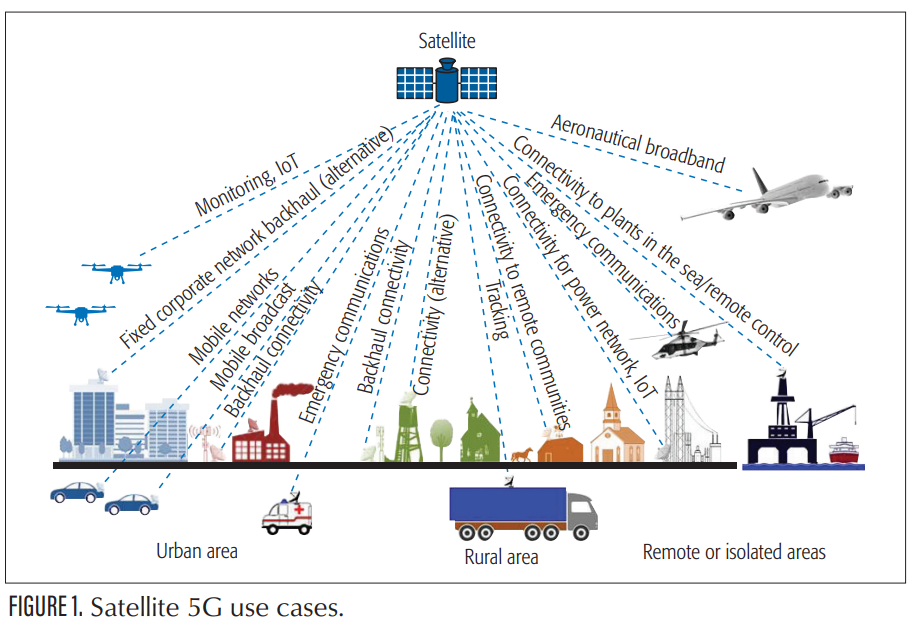 Satellite
Aeronautical broadband
Monitoring, IoT
Fixed corporate network backhaul (alternative)
Mobile networks
Mobile broadcast
Backhaul connectivity
Emergency communications
Backhaul connectivity
Connectivity (alternative)
Tracking
Connectivity to remote communities
Connectivity for power network, IoT
Emergency communications
Connectivity to plants in the sea/remote control
Urban area
Rural area
Remote or isolated areas
FIGURE 1. Satellite 5G use cases.